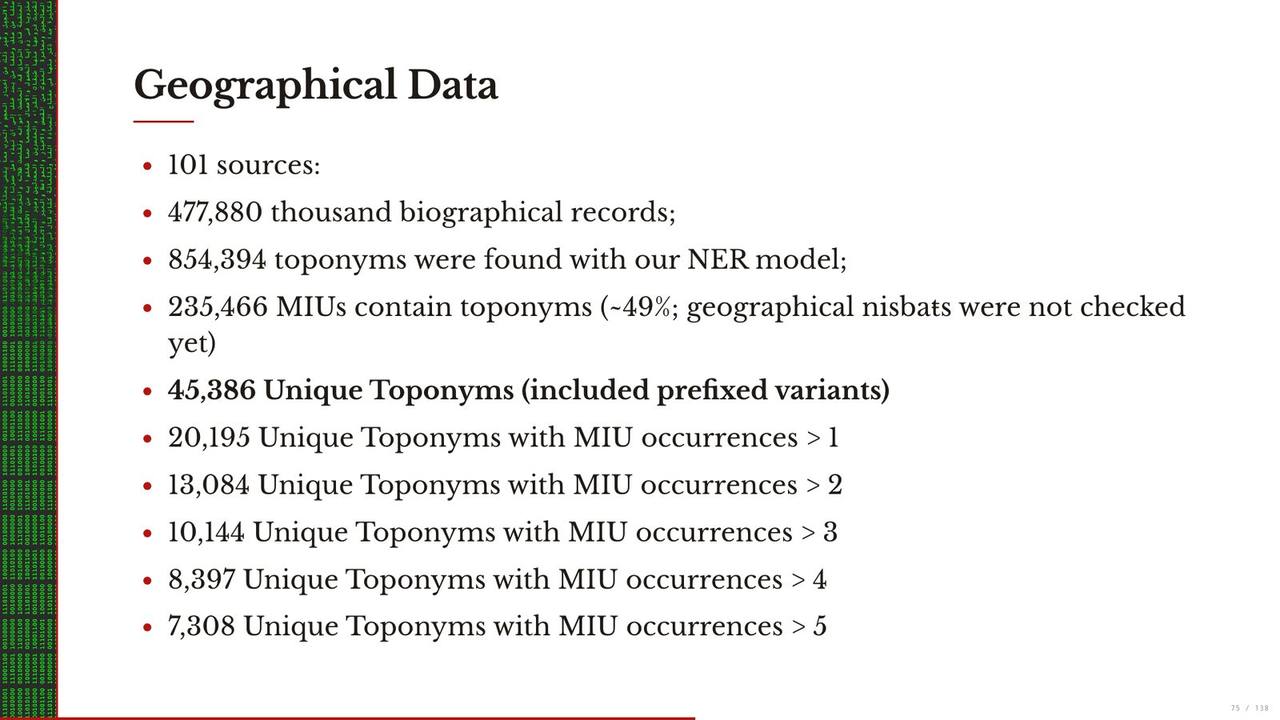 Geographical Data
• 101 sources:
• 477,880 thousand biographical records;
• 854,394 toponyms were found with our NER model;
• 235,466 MIUs contain toponyms (~49%; geographical nisbaŧs were not checked
yet)
• 45,386 Unique Toponyms (included prefixed variants)
• 20,195 Unique Toponyms with MIU occurrences > 1
• 13,084 Unique Toponyms with MIU occurrences > 2
• 10,144 Unique Toponyms with MIU occurrences > 3
• 8,397 Unique Toponyms with MIU occurrences > 4
• 7,308 Unique Toponyms with MIU occurrences > 5
75 / 138